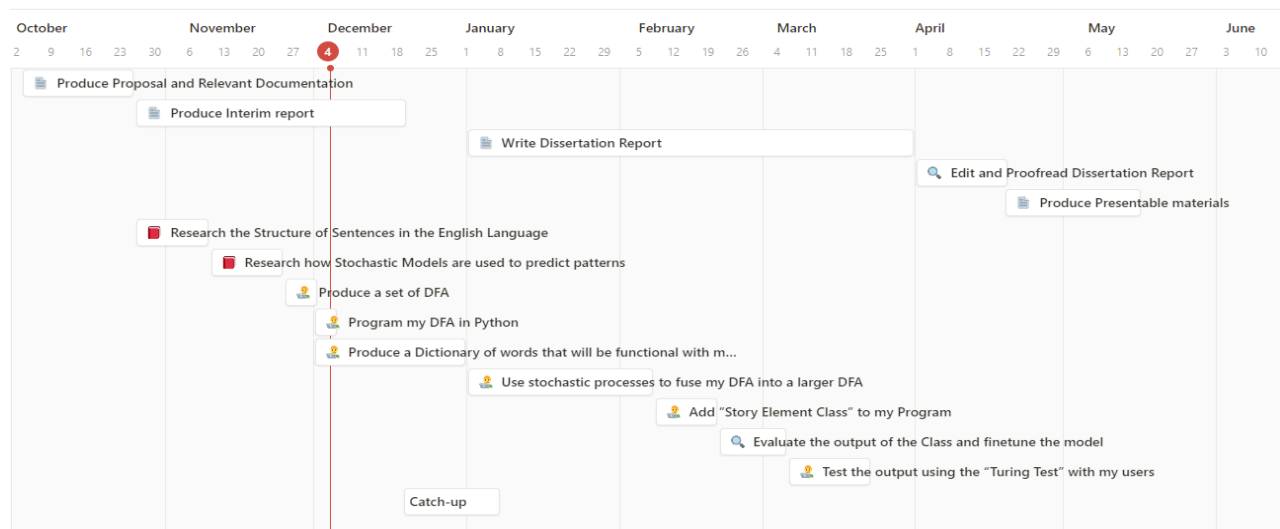 October November December January February March April May June
2 9 16 23 30 6 13 20 27 4 11 18 25 1 8 15 22 29 5 12 19 26 4 11 18 25 1 8 15 22 29 6 13 20 27 3 10
Produce Proposal and Relevant Documentation
Produce Interim report
Write Dissertation Report
Edit and Proofread Dissertation Report
Produce Presentable materials
Research the Structure of Sentences in the English Language
Research how Stochastic Models are used to predict patterns
Produce a set of DFA
Program my DFA in Python
Produce a Dictionary of words that will be functional with m...
Use stochastic processes to fuse my DFA into a larger DFA
Add “Story Element Class” to my Program
Evaluate the output of the Class and finetune the model
Test the output using the “Turing Test” with my users
Catch-up